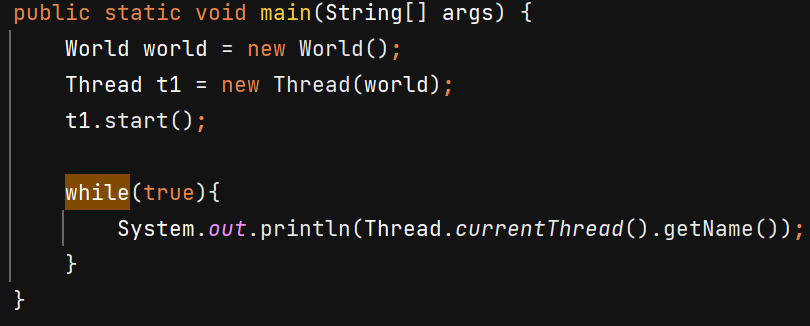 public static void main(String[] args) {
World world = new World();
Thread t1 = new Thread(world);
t1.start();
while(true){
System.out.println(Thread.currentThread().getName());
}
}